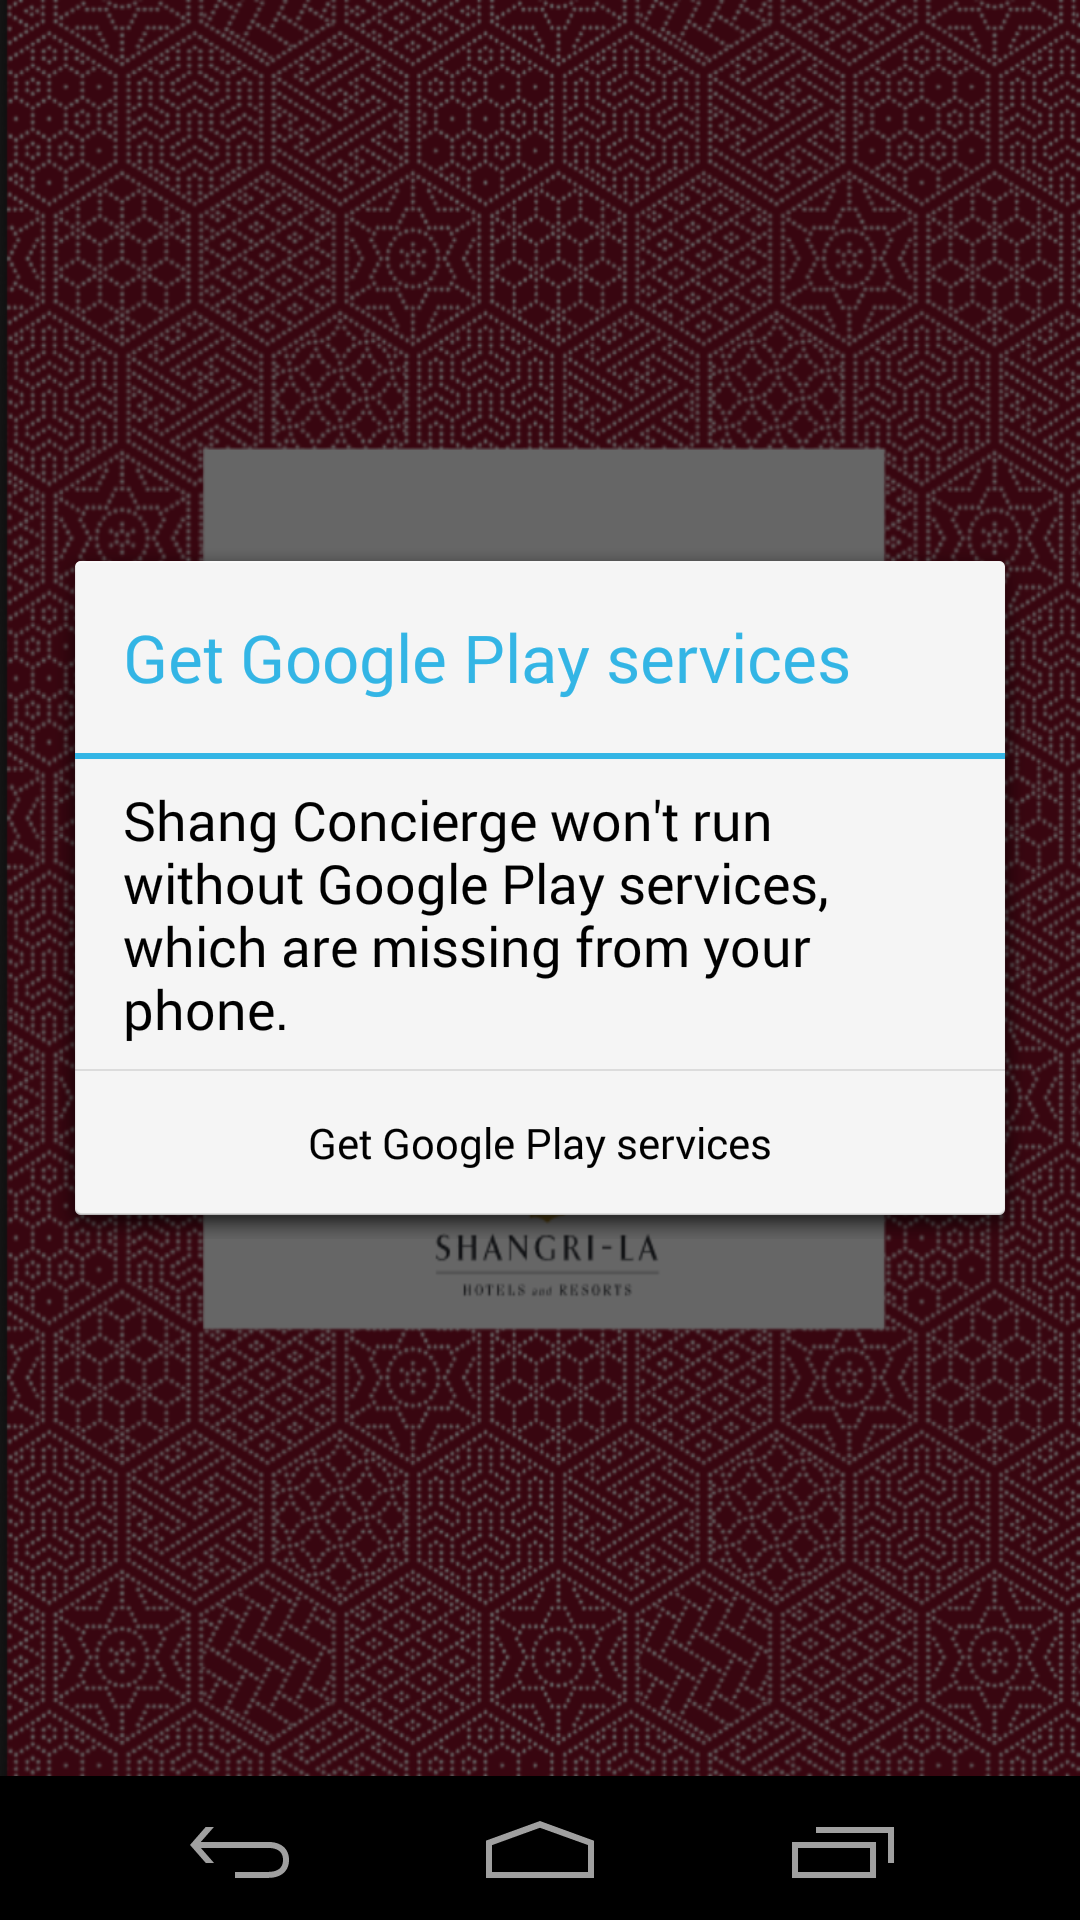 Get Google Play services
Shang Concierge won't run
without Google Play services,
which are missing from your
phone.
Get Google Play services
SHANGRI-LA
HOTELS and RESORTS